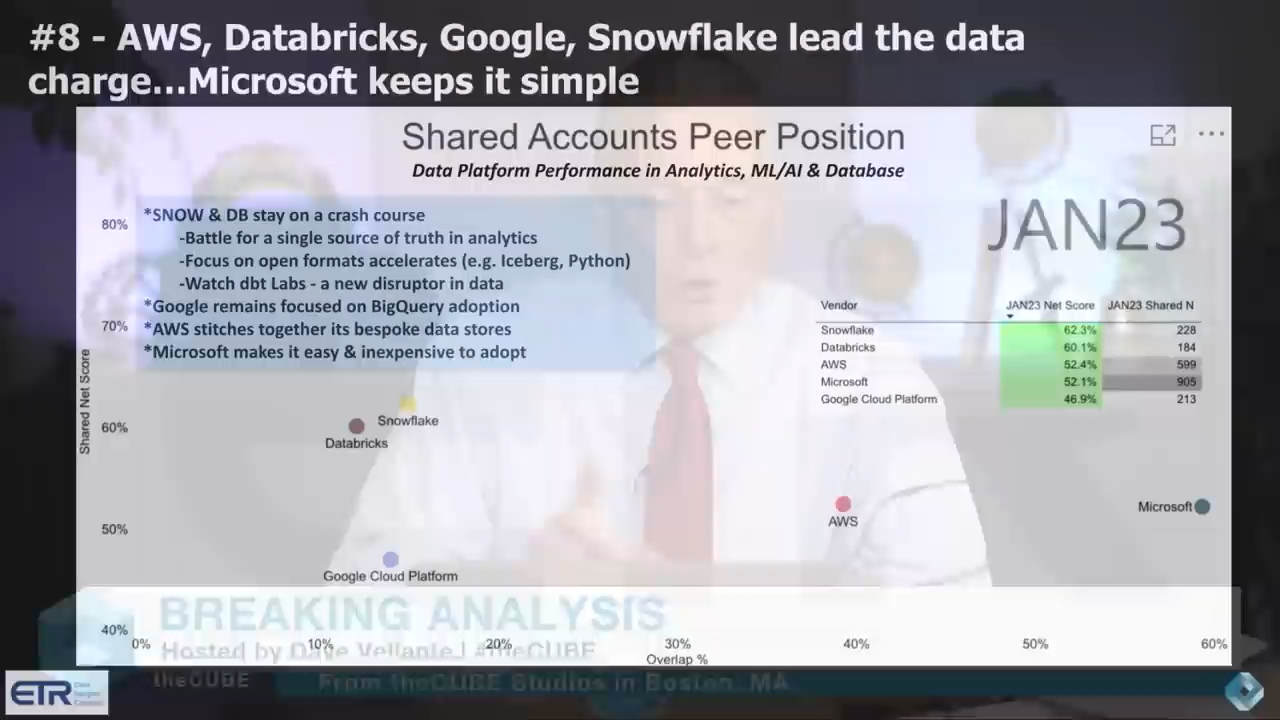 #8 - AWS, Databricks, Google, Snowflake lead the data
charge...Microsoft keeps it simple
Shared Accounts Peer Position
Data Platform Performance in Analytics, ML/AI & Database
JAN23
*SNOW & DB stay on a crash course
-Battle for a single source of truth in analytics
-Focus on open formats accelerates (e.g. Iceberg, Python)
-Watch dbt Labs - a new disruptor in data
*Google remains focused on BigQuery adoption
*AWS stitches together its bespoke data stores
*Microsoft makes it easy & inexpensive to adopt
Vendor JAN23 Net Score JAN23 Shared N
Snowflake 62.3% 228
Databricks 60.1% 184
AWS 52.4% 599
Microsoft 52.1% 905
Google Cloud Platform 46.9% 213
Shared Net Score
80%
70%
60%
50%
40%
Snowflake
Databricks
AWS
Microsoft
Google Cloud Platform
0% 10% 20% 30% 40% 50% 60%
Overlap %
BREAKING ANALYSIS
Hosted by Dave Vellante | #theCUBE
theCUBE From theCUBE Studios in Boston, MA
ETR